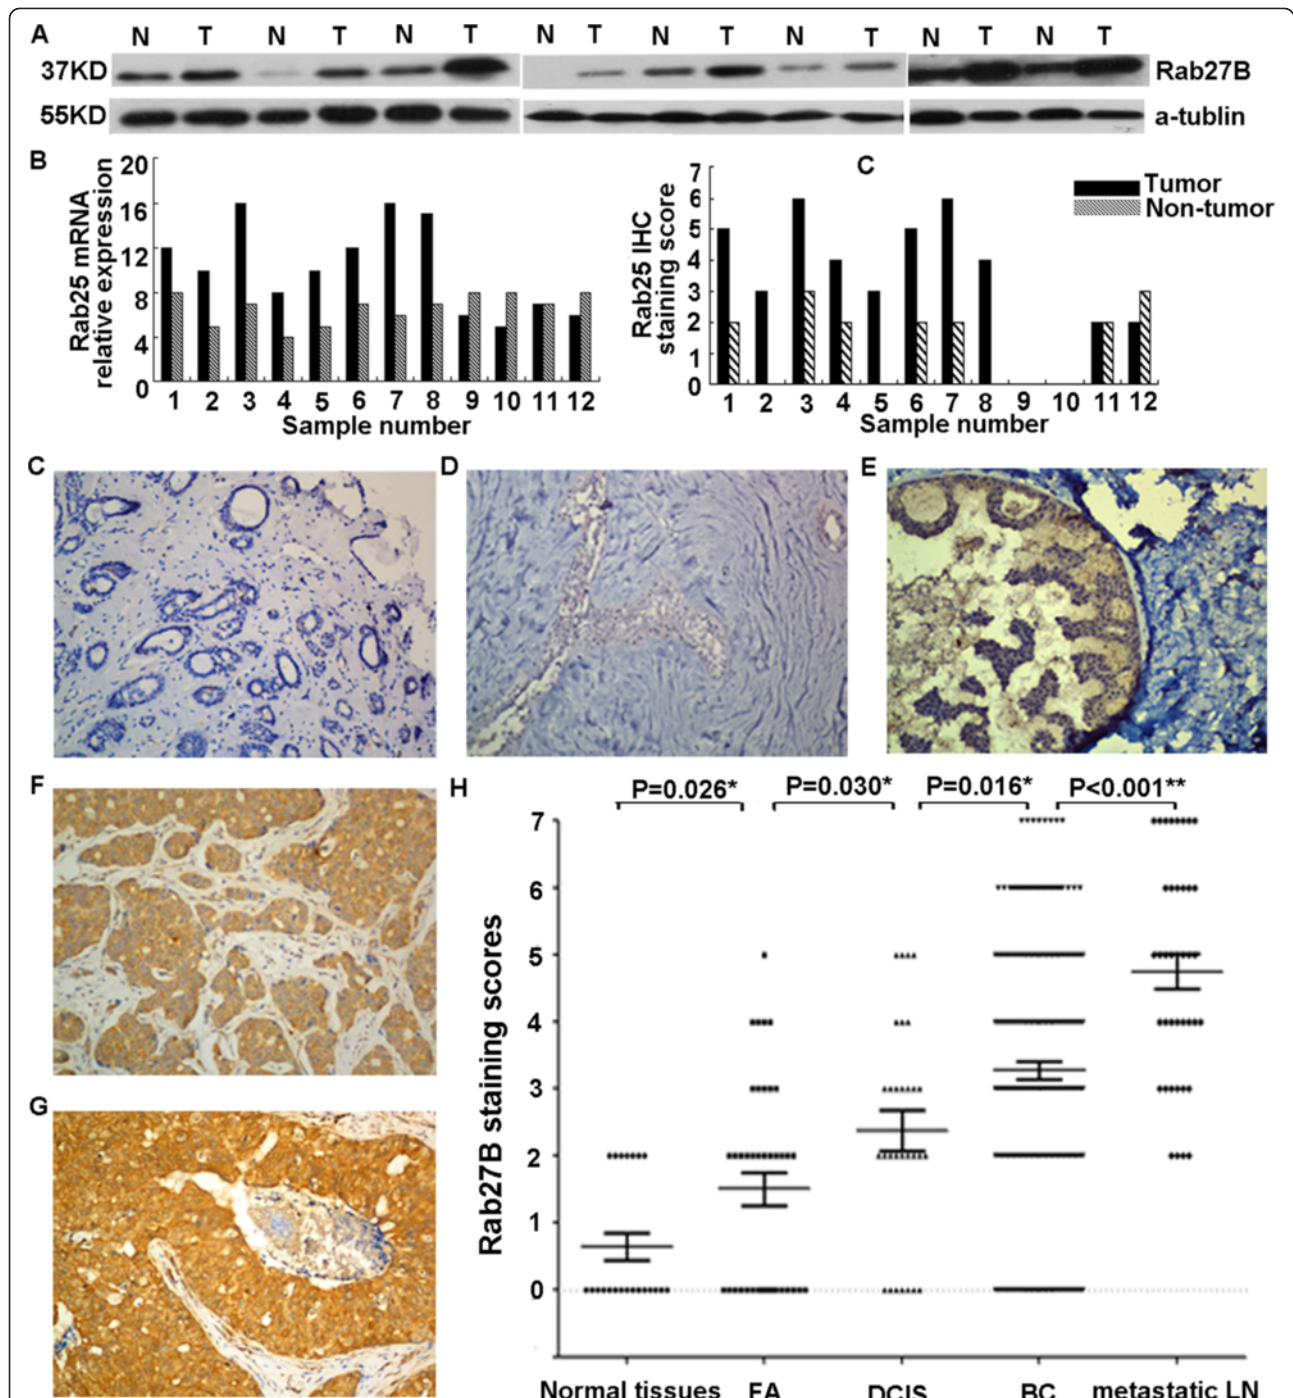 A N T N T N T N T N T N T N T N T
37KD Rab27B
55KD a-tublin
B
Rab25 mRNA
relative expression
20
16
12
8
4
0
1 2 3 4 5 6 7 8 9 10 11 12
Sample number
C
Rab25 IHC
staining score
7
6
5
4
3
2
1
0
1 2 3 4 5 6 7 8 9 10 11 12
Sample number
Tumor
Non-tumor
C
D
E
F
G
H
P=0.026* P=0.030* P=0.016* P<0.001**
Rab27B staining scores
7
6
5
4
3
2
1
0
Normal tissues FA DCIS BC metastatic LN